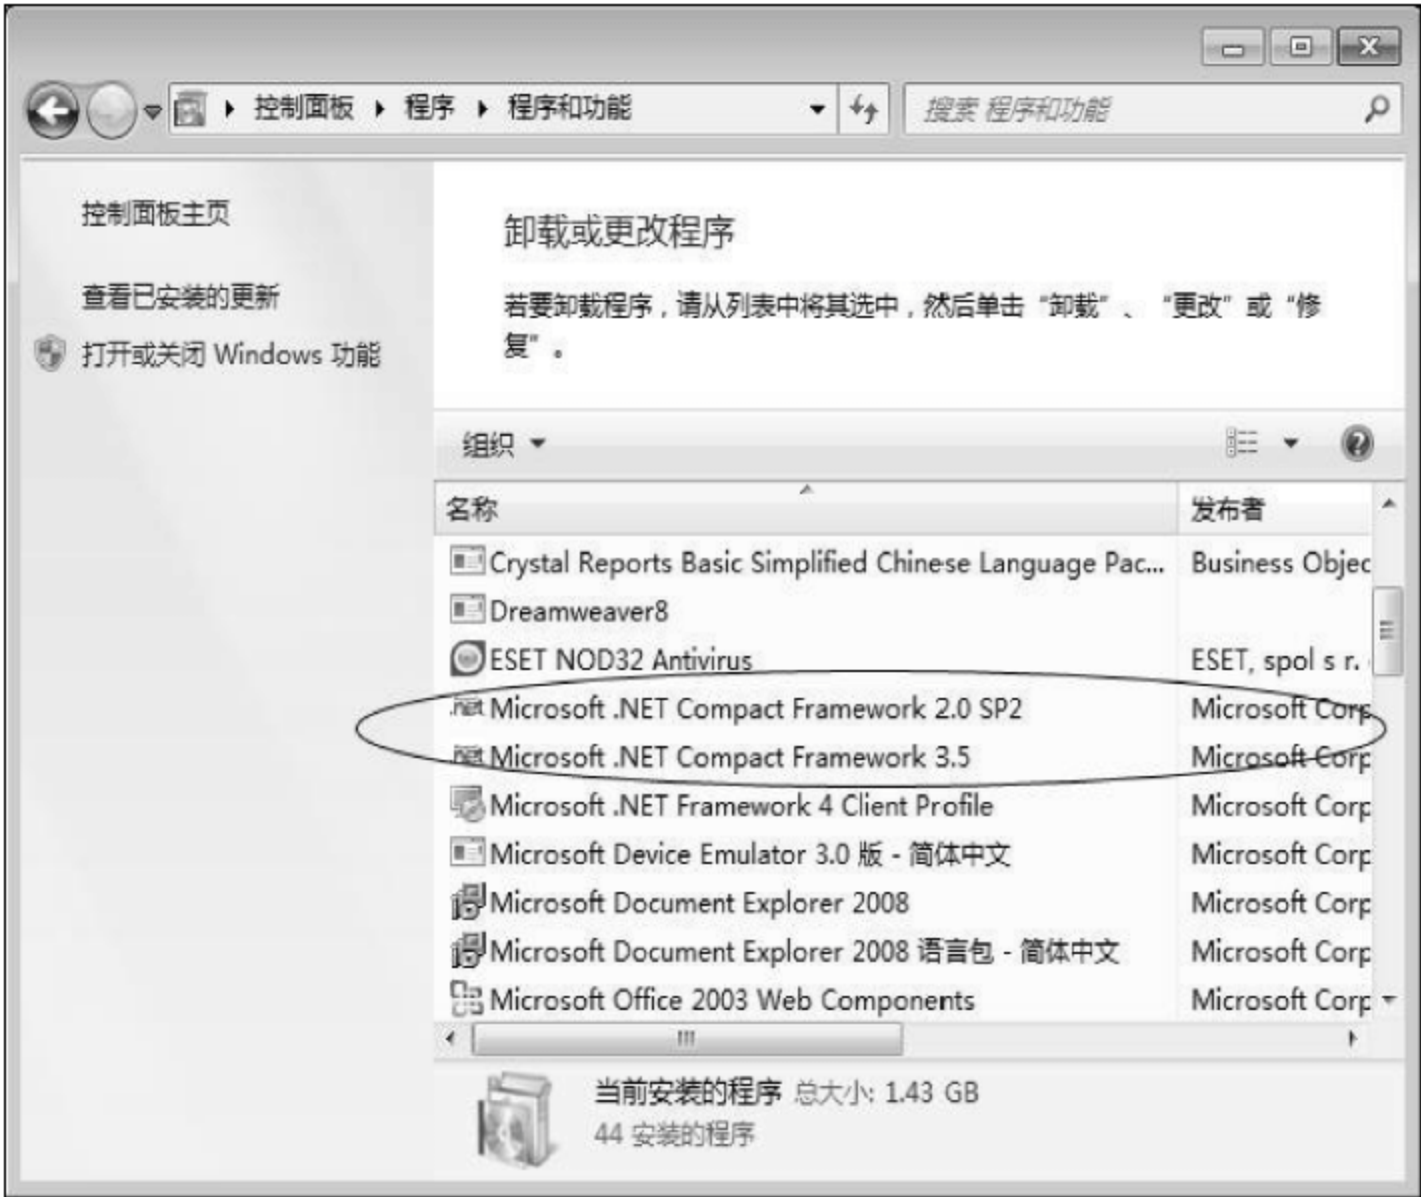 控制面板 程序 程序和功能 搜索 程序和功能
控制面板主页
查看已安装的更新
打开或关闭 Windows 功能
卸载或更改程序
若要卸载程序，请从列表中将其选中，然后单击“卸载”、“更改”或“修
复”。
组织
名称 发布者
Crystal Reports Basic Simplified Chinese Language Pac... Business Objec
Dreamweaver8
ESET NOD32 Antivirus ESET, spol s r.
.net Microsoft .NET Compact Framework 2.0 SP2 Microsoft Corp
.net Microsoft .NET Compact Framework 3.5 Microsoft Corp
Microsoft .NET Framework 4 Client Profile Microsoft Corp
Microsoft Device Emulator 3.0 版 - 简体中文 Microsoft Corp
Microsoft Document Explorer 2008 Microsoft Corp
Microsoft Document Explorer 2008 语言包 - 简体中文 Microsoft Corp
Microsoft Office 2003 Web Components Microsoft Corp
当前安装的程序 总大小: 1.43 GB
44 安装的程序